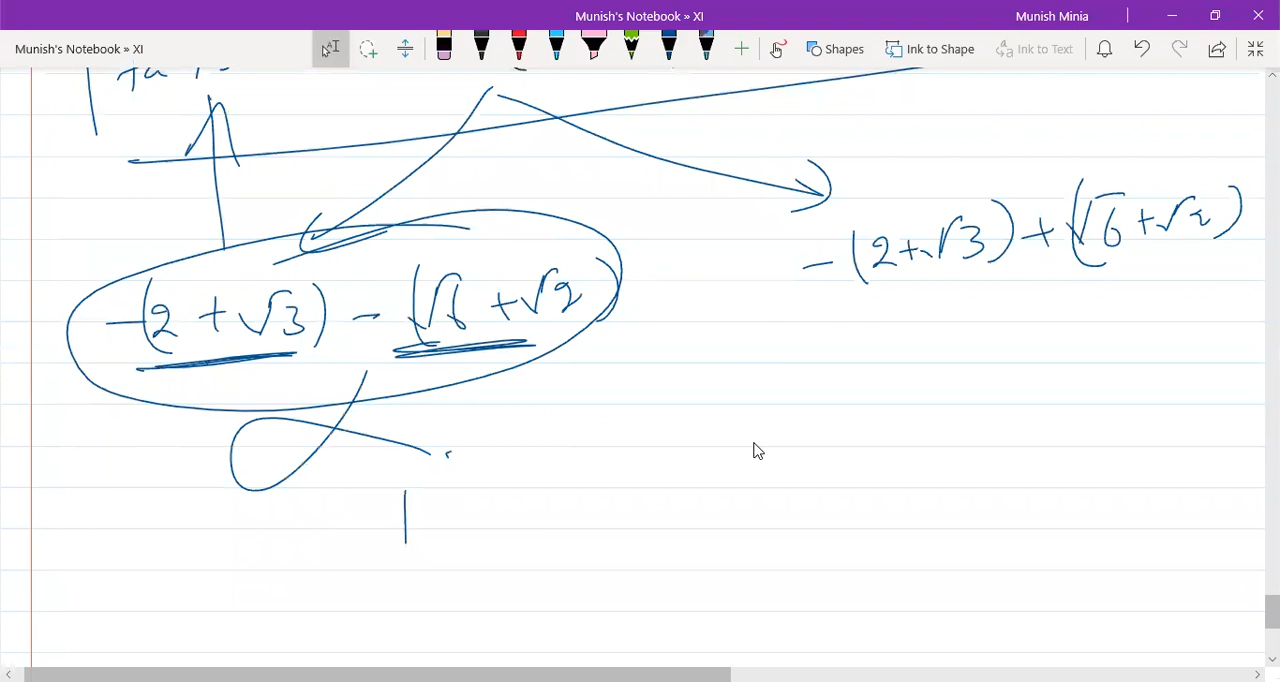 Munish's Notebook » XI
Munish Minia
Munish's Notebook » XI
Shapes
Ink to Shape
Ink to Text
-(2+√3)+(√6+√2)
-(2+√3)-(√6+√2)